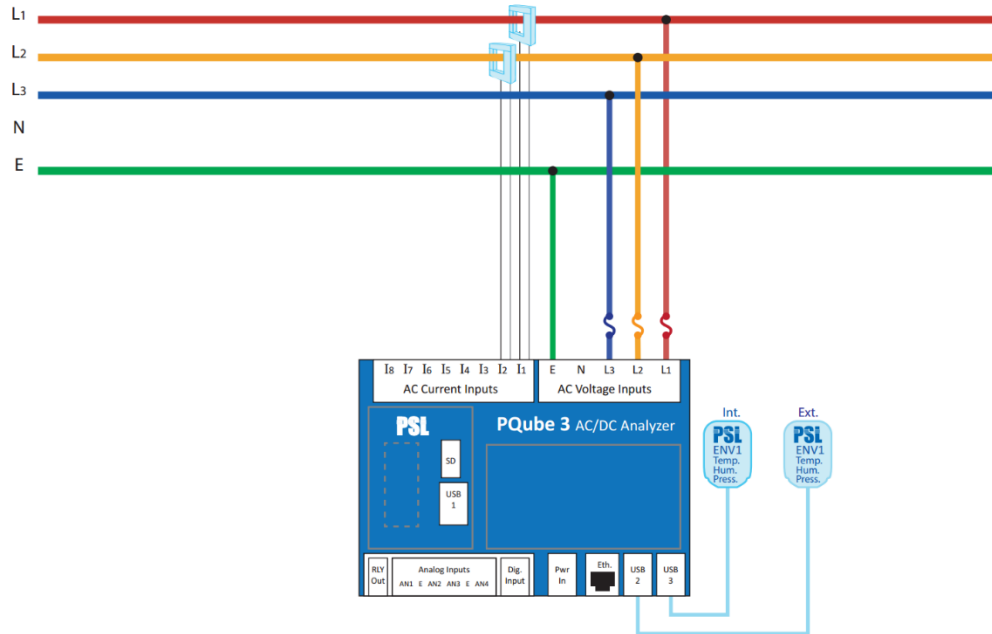 L1
L2
L3
N
E
I8 I7 I6 I5 I4 I3 I2 I1
AC Current Inputs
E N L3 L2 L1
AC Voltage Inputs
PSL
PQube 3 AC/DC Analyzer
SD
USB
1
Int.
PSL
ENV1
Temp.
Hum.
Press.
Ext.
PSL
ENV1
Temp.
Hum.
Press.
RLY
Out
Analog Inputs
AN1 E AN2 AN3 E AN4
Dig.
Input
Pwr
In
Eth.
USB
2
USB
3